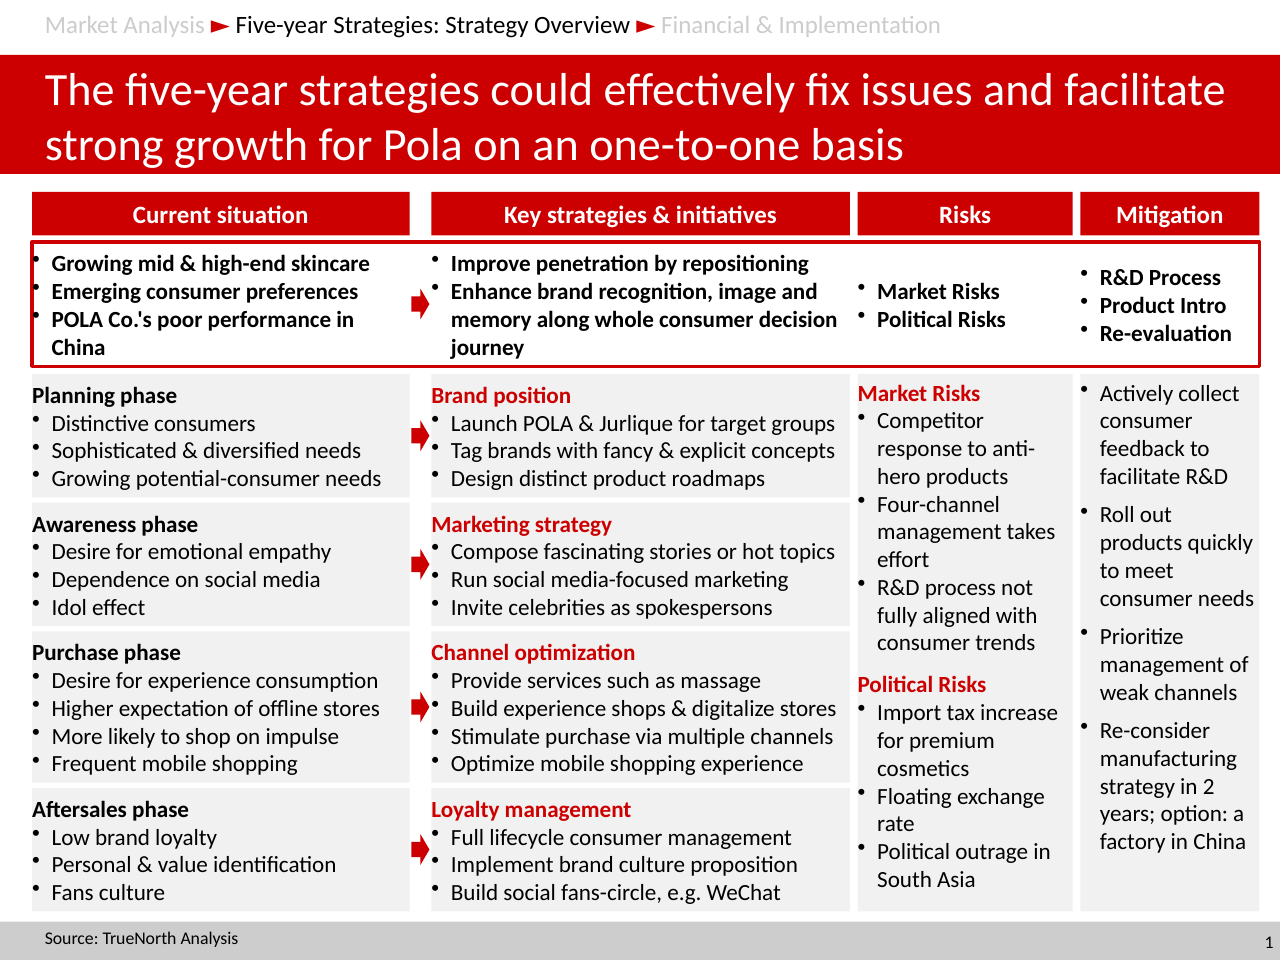 Market Analysis ► Five-year Strategies: Strategy Overview ► Financial & Implementation
The five-year strategies could effectively fix issues and facilitate
strong growth for Pola on an one-to-one basis
Current situation
Key strategies & initiatives
Risks
Mitigation
• Growing mid & high-end skincare
• Emerging consumer preferences
• POLA Co.'s poor performance in
China
• Improve penetration by repositioning
• Enhance brand recognition, image and
memory along whole consumer decision
journey
• Market Risks
• Political Risks
• R&D Process
• Product Intro
• Re-evaluation
Planning phase
• Distinctive consumers
• Sophisticated & diversified needs
• Growing potential-consumer needs
Brand position
• Launch POLA & Jurlique for target groups
• Tag brands with fancy & explicit concepts
• Design distinct product roadmaps
Awareness phase
• Desire for emotional empathy
• Dependence on social media
• Idol effect
Marketing strategy
• Compose fascinating stories or hot topics
• Run social media-focused marketing
• Invite celebrities as spokespersons
Purchase phase
• Desire for experience consumption
• Higher expectation of offline stores
• More likely to shop on impulse
• Frequent mobile shopping
Channel optimization
• Provide services such as massage
• Build experience shops & digitalize stores
• Stimulate purchase via multiple channels
• Optimize mobile shopping experience
Aftersales phase
• Low brand loyalty
• Personal & value identification
• Fans culture
Loyalty management
• Full lifecycle consumer management
• Implement brand culture proposition
• Build social fans-circle, e.g. WeChat
Market Risks
• Competitor
response to anti-
hero products
• Four-channel
management takes
effort
• R&D process not
fully aligned with
consumer trends
Political Risks
• Import tax increase
for premium
cosmetics
• Floating exchange
rate
• Political outrage in
South Asia
• Actively collect
consumer
feedback to
facilitate R&D
• Roll out
products quickly
to meet
consumer needs
• Prioritize
management of
weak channels
• Re-consider
manufacturing
strategy in 2
years; option: a
factory in China
Source: TrueNorth Analysis
1